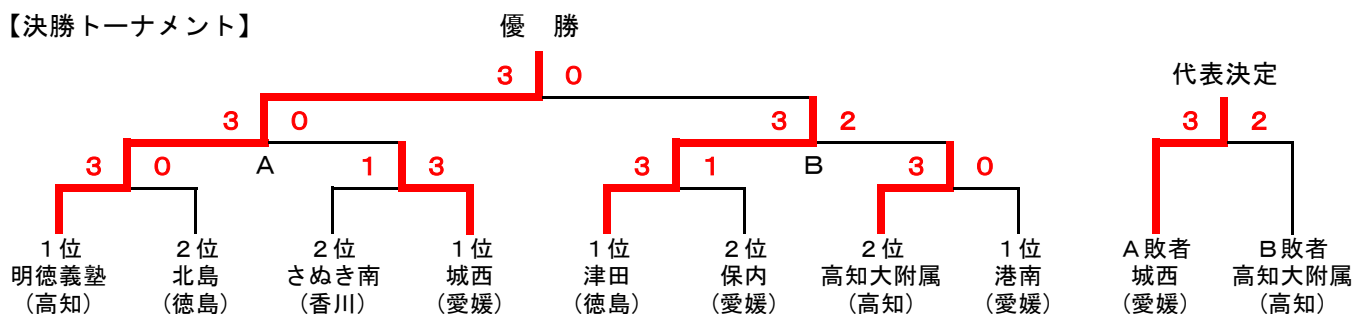 【決勝トーナメント】
優　勝
3 0
代表決定
3 0 3 2 3 2
A B
3 0 1 3 3 1 3 0
1位 2位 2位 1位 1位 2位 2位 1位 A敗者 B敗者
明徳義塾 北島 さぬき南 城西 津田 保内 高知大附属 港南 城西 高知大附属
(高知) (徳島) (香川) (愛媛) (徳島) (愛媛) (高知) (愛媛) (愛媛) (高知)